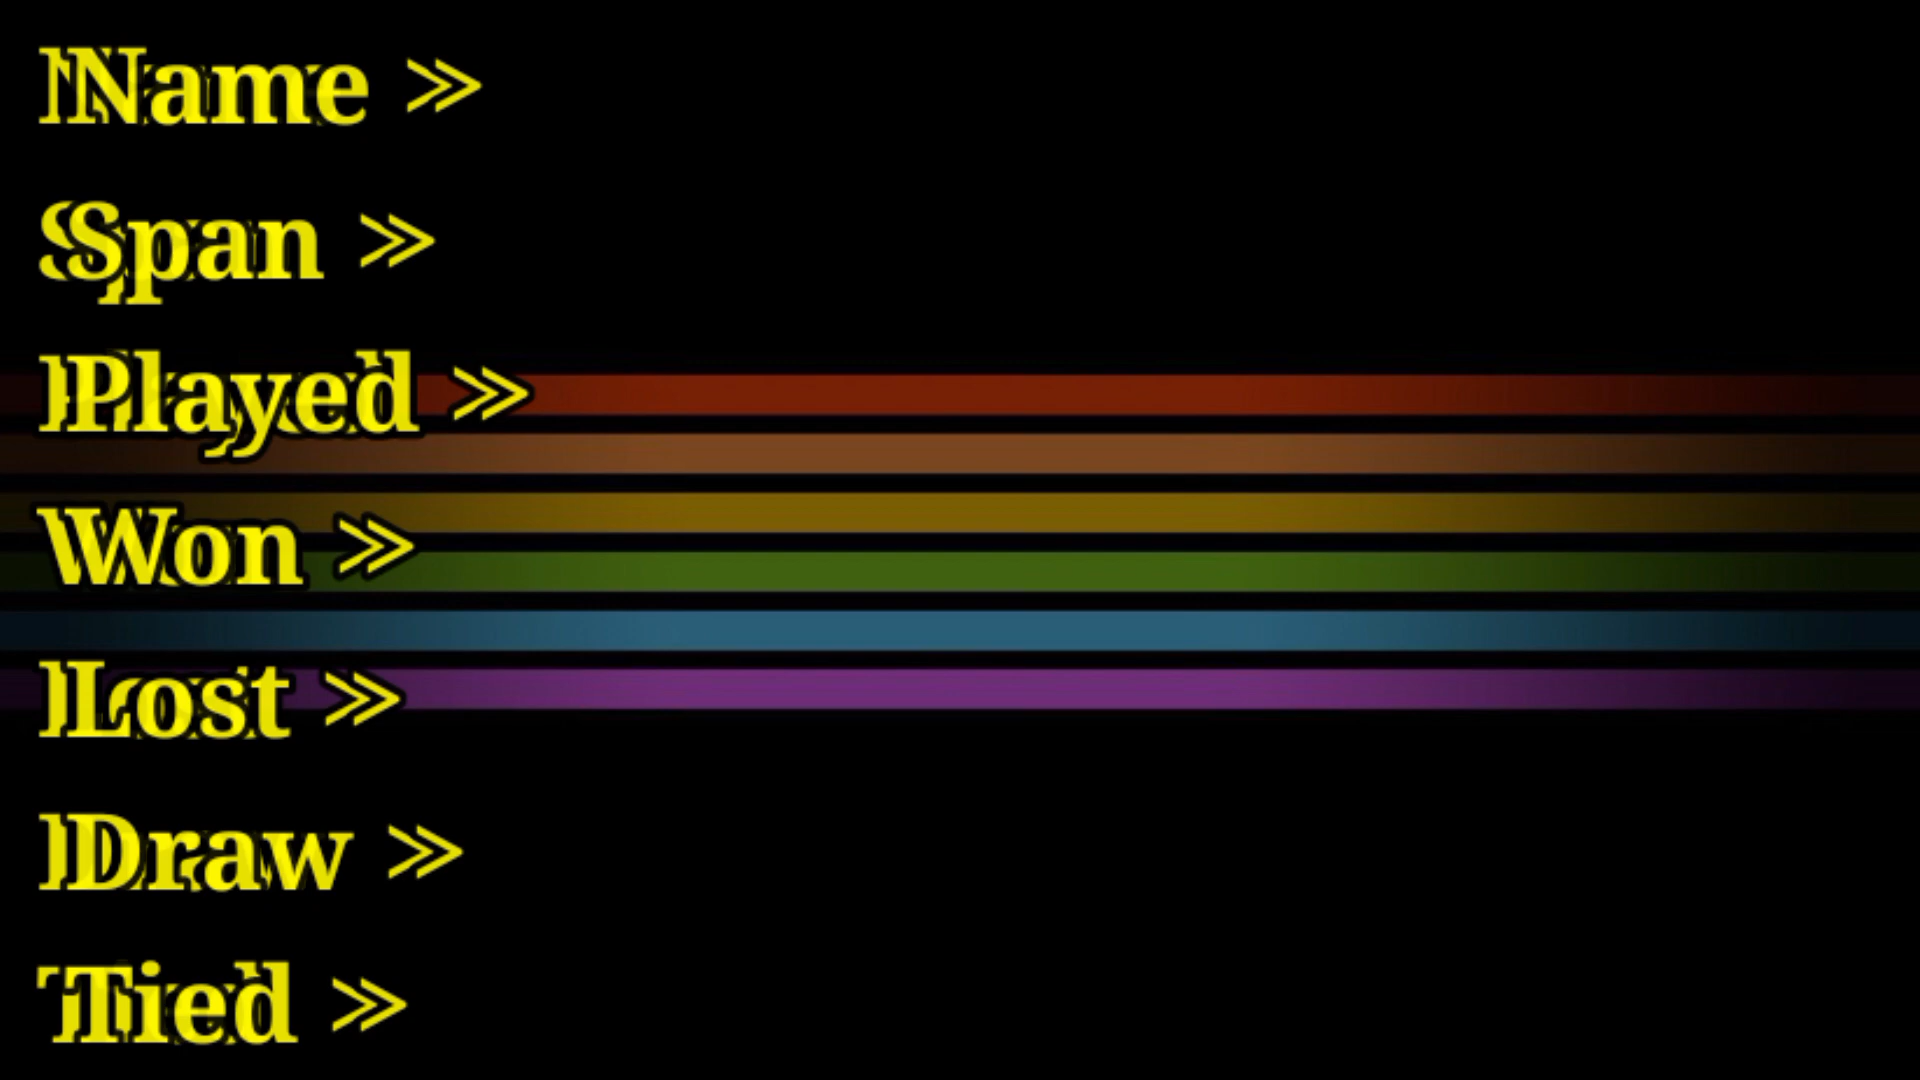 Name ≫
Span ≫
Played ≫
Won ≫
Lost ≫
Draw ≫
Tied ≫